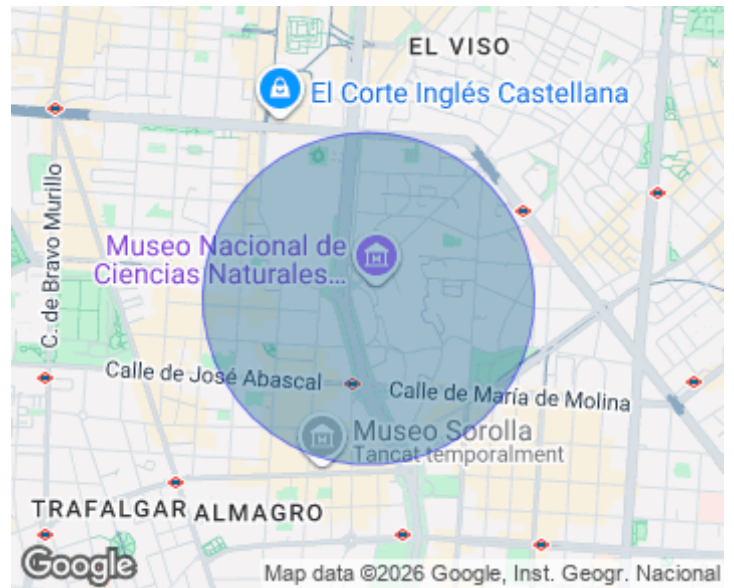 EL VISO
El Corte Inglés Castellana
C. de Bravo Murillo
Museo Nacional de
Ciencias Naturales...
Calle de José Abascal
Calle de María de Molina
Museo Sorolla
Tancat temporalment
TRAFALGAR
ALMAGRO
Google
Map data ©2026 Google, Inst. Geogr. Nacional